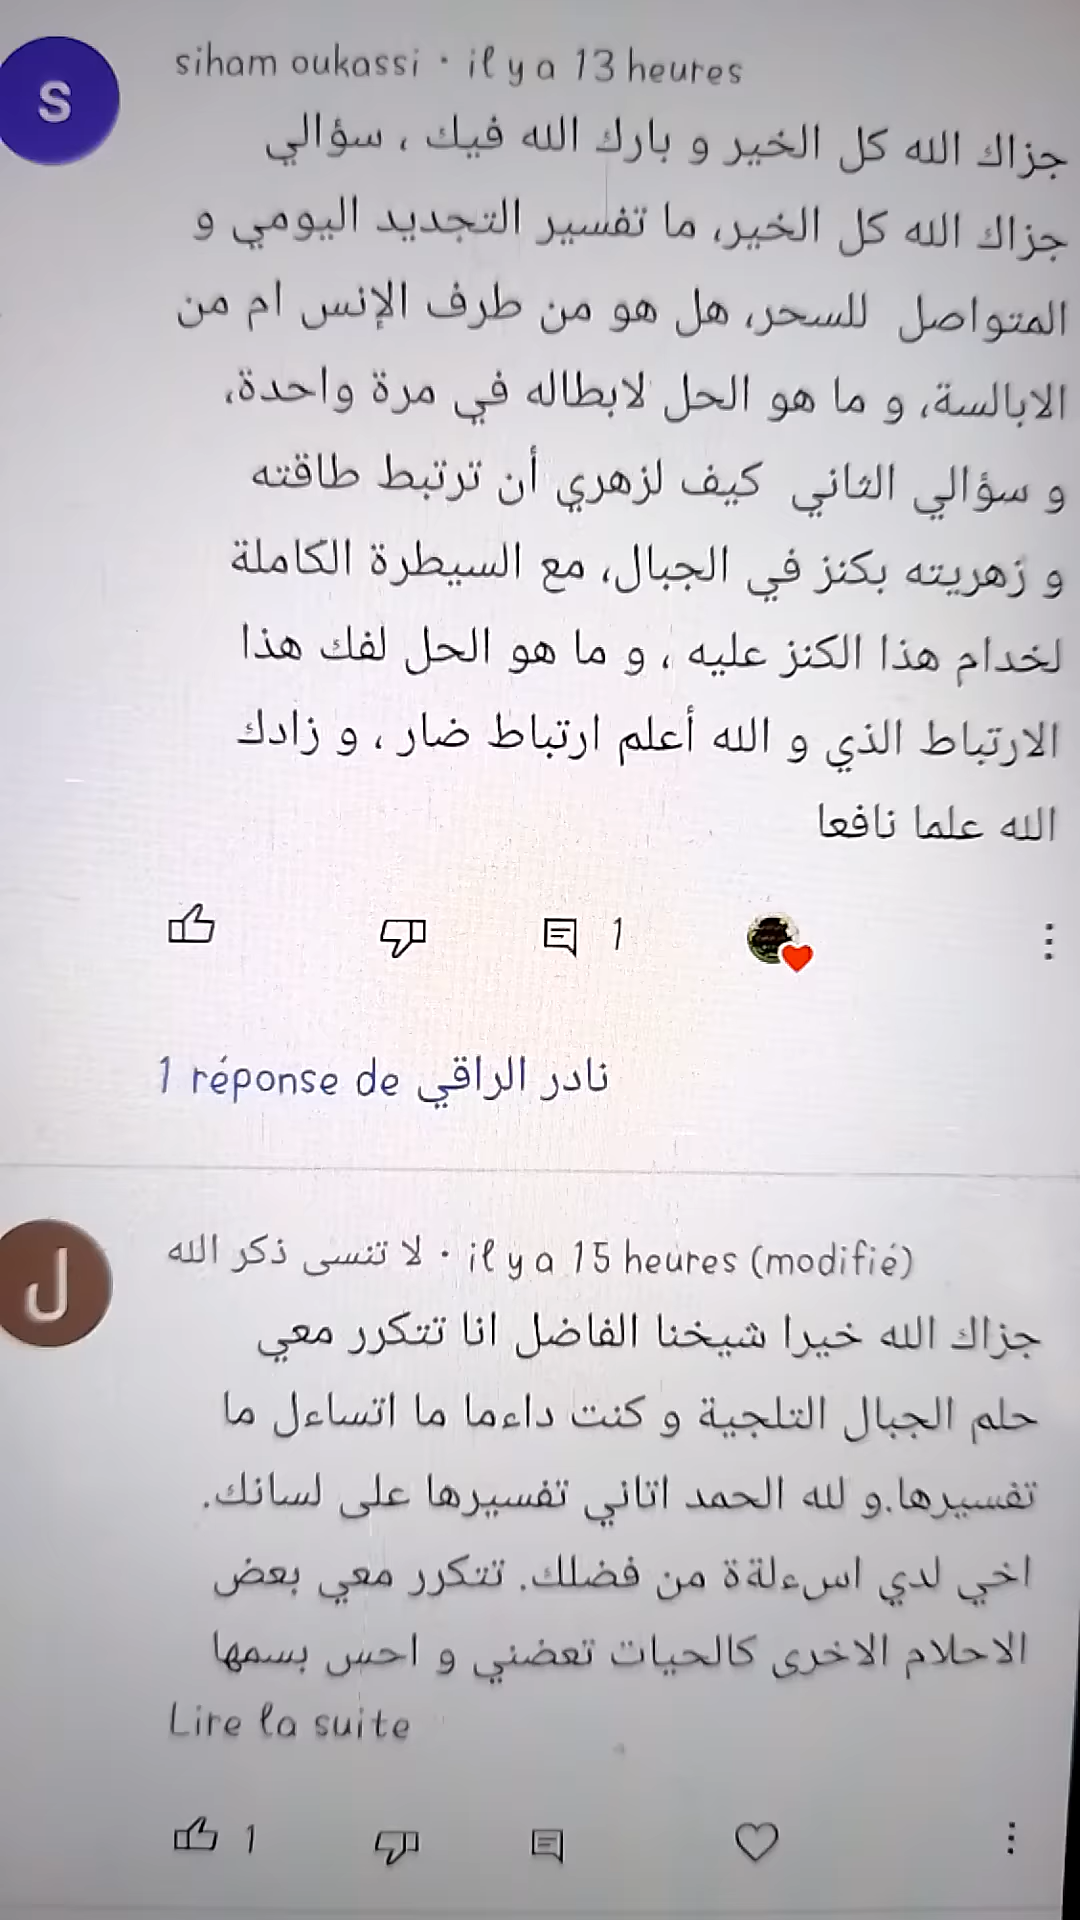 S
siham oukassi · il y a 13 heures
جزاك الله كل الخير و بارك الله فيك ، سؤالي
جزاك الله كل الخير، ما تفسير التجديد اليومي و
المتواصل للسحر، هل هو من طرف الإنس ام من
الابالسة، و ما هو الحل لابطاله في مرة واحدة،
و سؤالي الثاني كيف لزهري أن ترتبط طاقته
و زهريته بكنز في الجبال، مع السيطرة الكاملة
لخدام هذا الكنز عليه ، و ما هو الحل لفك هذا
الارتباط الذي و الله أعلم ارتباط ضار ، و زادك
الله علما نافعا
1
1 réponse de نادر الراقي
ل
لا تنسى ذكر الله · il y a 15 heures (modifié)
جزاك الله خيرا شيخنا الفاضل انا تتكرر معي
حلم الجبال التلجية و كنت داءما ما اتساءل ما
تفسيرها.و لله الحمد اتاني تفسيرها على لسانك.
اخي لدي اسءلةة من فضلك. تتكرر معي بعض
الاحلام الاخرى كالحيات تعضني و احس بسمها
Lire la suite
1